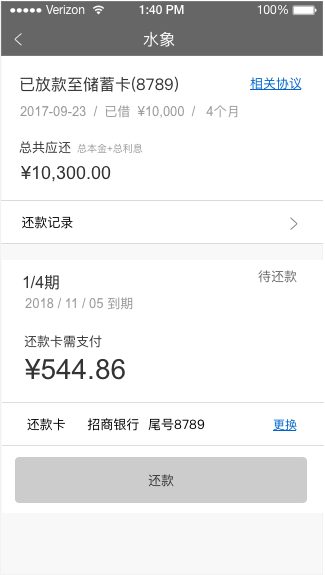 Verizon 1:40 PM 100%
水象
已放款至储蓄卡(8789) 相关协议
2017-09-23 / 已借 ¥10,000 / 4个月
总共应还 总本金+总利息
¥10,300.00
还款记录
1/4期 待还款
2018 / 11 / 05 到期
还款卡需支付
¥544.86
还款卡 招商银行 尾号8789 更换
还款